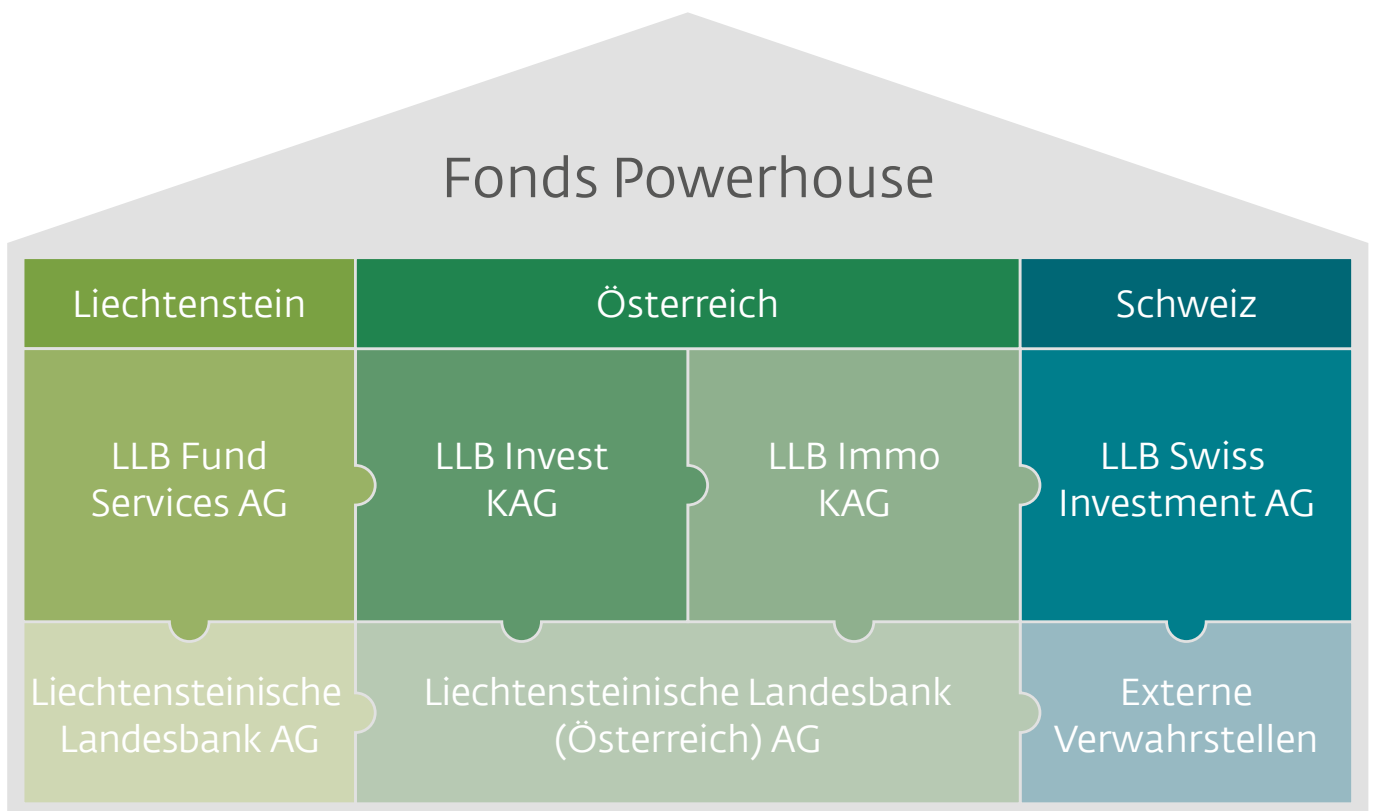 Fonds Powerhouse
Liechtenstein
Österreich
Schweiz
LLB Fund
Services AG
LLB Invest
KAG
LLB Immo
KAG
LLB Swiss
Investment AG
Liechtensteinische
Landesbank AG
Liechtensteinische Landesbank
(Österreich) AG
Externe
Verwahrstellen